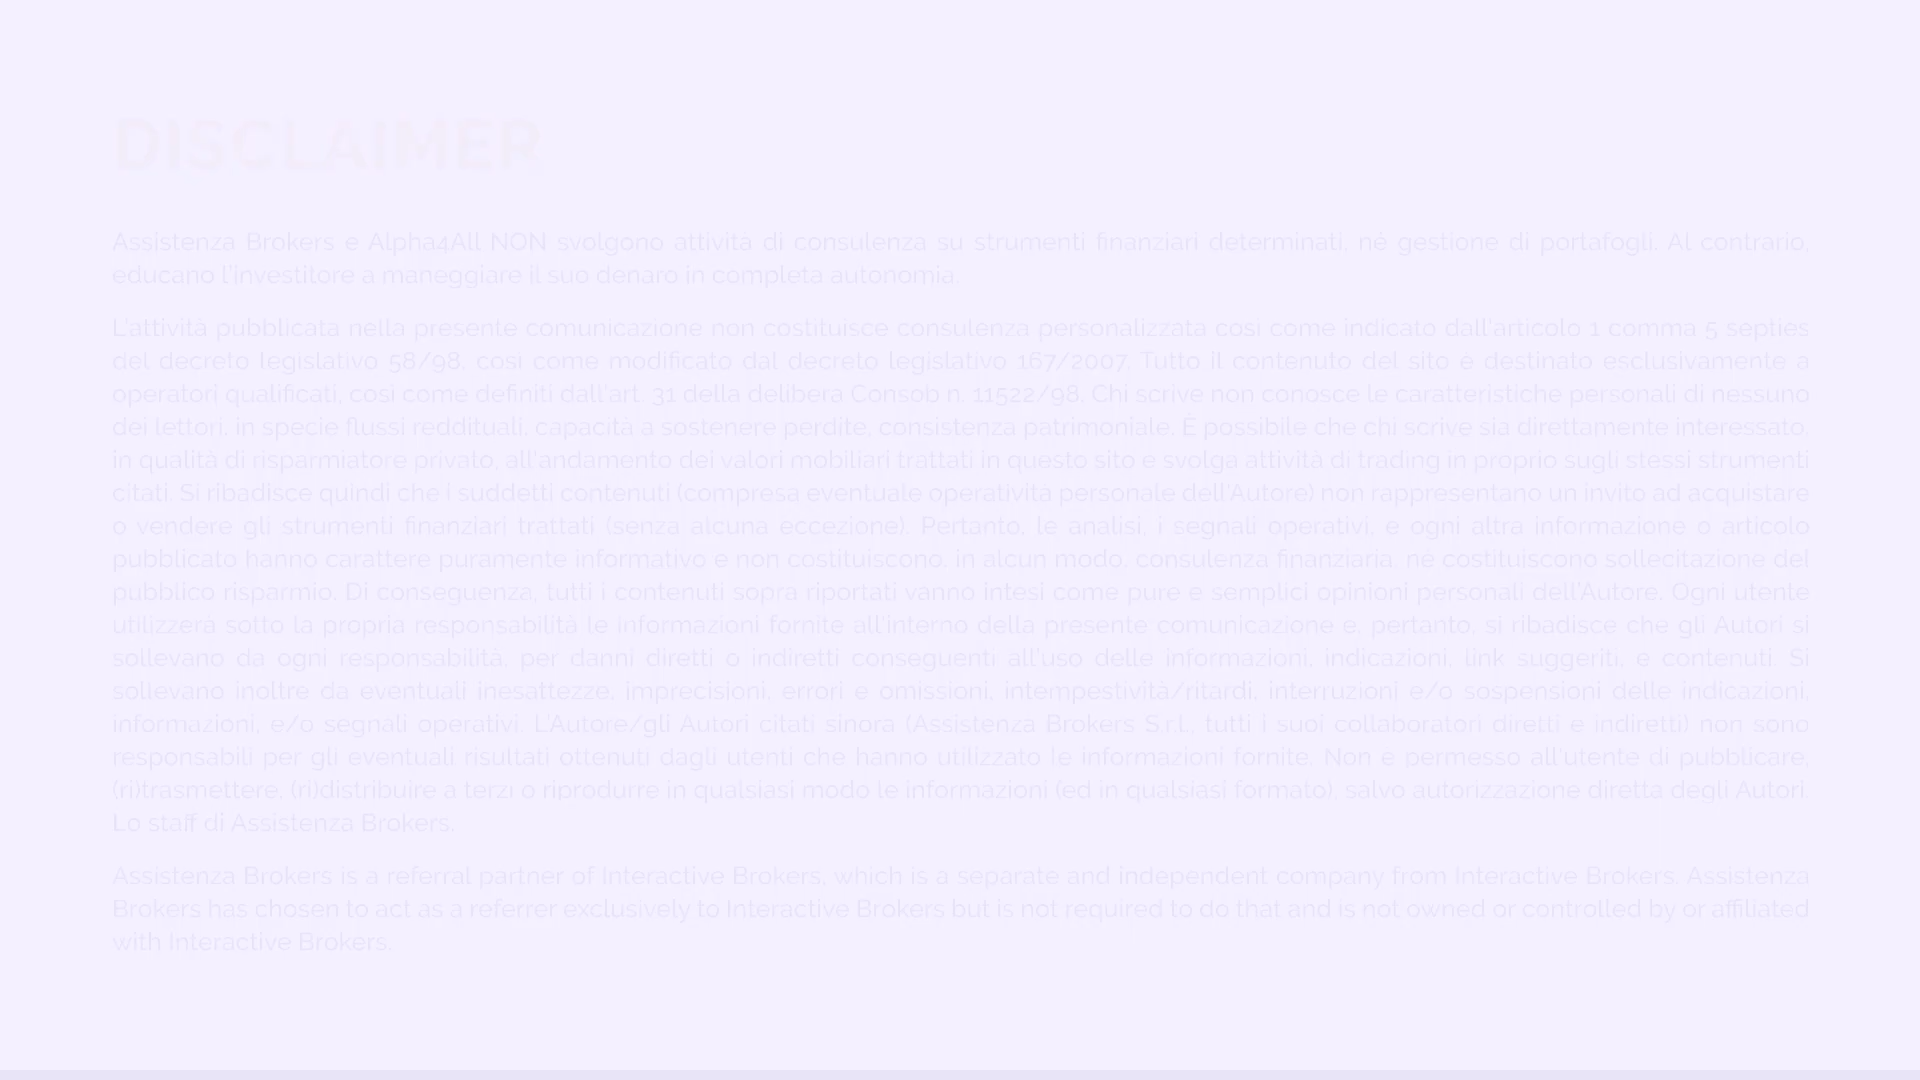 DISCLAIMER
Assistenza Brokers e Alpha4All NON svolgono attività di consulenza su strumenti finanziari determinati, nè gestione di portafogli. Al contrario,
educano l'investitore a maneggiare il suo denaro in completa autonomia.
L'attività pubblicata nella presente comunicazione non costituisce consulenza personalizzata così come indicato dall'articolo 1 comma 5 septies
del decreto legislativo 58/98, così come modificato dal decreto legislativo 167/2007. Tutto il contenuto del sito è destinato esclusivamente a
operatori qualificati, così come definiti dall'art. 31 della delibera Consob n. 11522/98. Chi scrive non conosce le caratteristiche personali di nessuno
dei lettori, in specie flussi reddituali, capacità a sostenere perdite, consistenza patrimoniale. È possibile che chi scrive sia direttamente interessato,
in qualità di risparmiatore privato, all'andamento dei valori mobiliari trattati in questo sito e svolga attività di trading in proprio sugli stessi strumenti
citati. Si ribadisce quindi che i suddetti contenuti (compresa eventuale operatività personale dell'Autore) non rappresentano un invito ad acquistare
o vendere gli strumenti finanziari trattati (senza alcuna eccezione). Pertanto, le analisi, i segnali operativi, e ogni altra informazione o articolo
pubblicato hanno carattere puramente informativo e non costituiscono, in alcun modo, consulenza finanziaria, né costituiscono sollecitazione del
pubblico risparmio. Di conseguenza, tutti i contenuti sopra riportati vanno intesi come pure e semplici opinioni personali dell'Autore. Ogni utente
utilizzerà sotto la propria responsabilità le informazioni fornite all'interno della presente comunicazione e, pertanto, si ribadisce che gli Autori si
sollevano da ogni responsabilità, per danni diretti o indiretti conseguenti all'uso delle informazioni, indicazioni, link suggeriti, e contenuti. Si
sollevano inoltre da eventuali inesattezze, imprecisioni, errori e omissioni, intempestività/ritardi, interruzioni e/o sospensioni delle indicazioni,
informazioni, e/o segnali operativi. L'Autore/gli Autori citati sinora (Assistenza Brokers S.r.l., tutti i suoi collaboratori diretti e indiretti) non sono
responsabili per gli eventuali risultati ottenuti dagli utenti che hanno utilizzato le informazioni fornite. Non è permesso all'utente di pubblicare,
(ri)trasmettere, (ri)distribuire a terzi o riprodurre in qualsiasi modo le informazioni (ed in qualsiasi formato), salvo autorizzazione diretta degli Autori.
Lo staff di Assistenza Brokers.
Assistenza Brokers is a referral partner of Interactive Brokers, which is a separate and independent company from Interactive Brokers. Assistenza
Brokers has chosen to act as a referrer exclusively to Interactive Brokers but is not required to do that and is not owned or controlled by or affiliated
with Interactive Brokers.